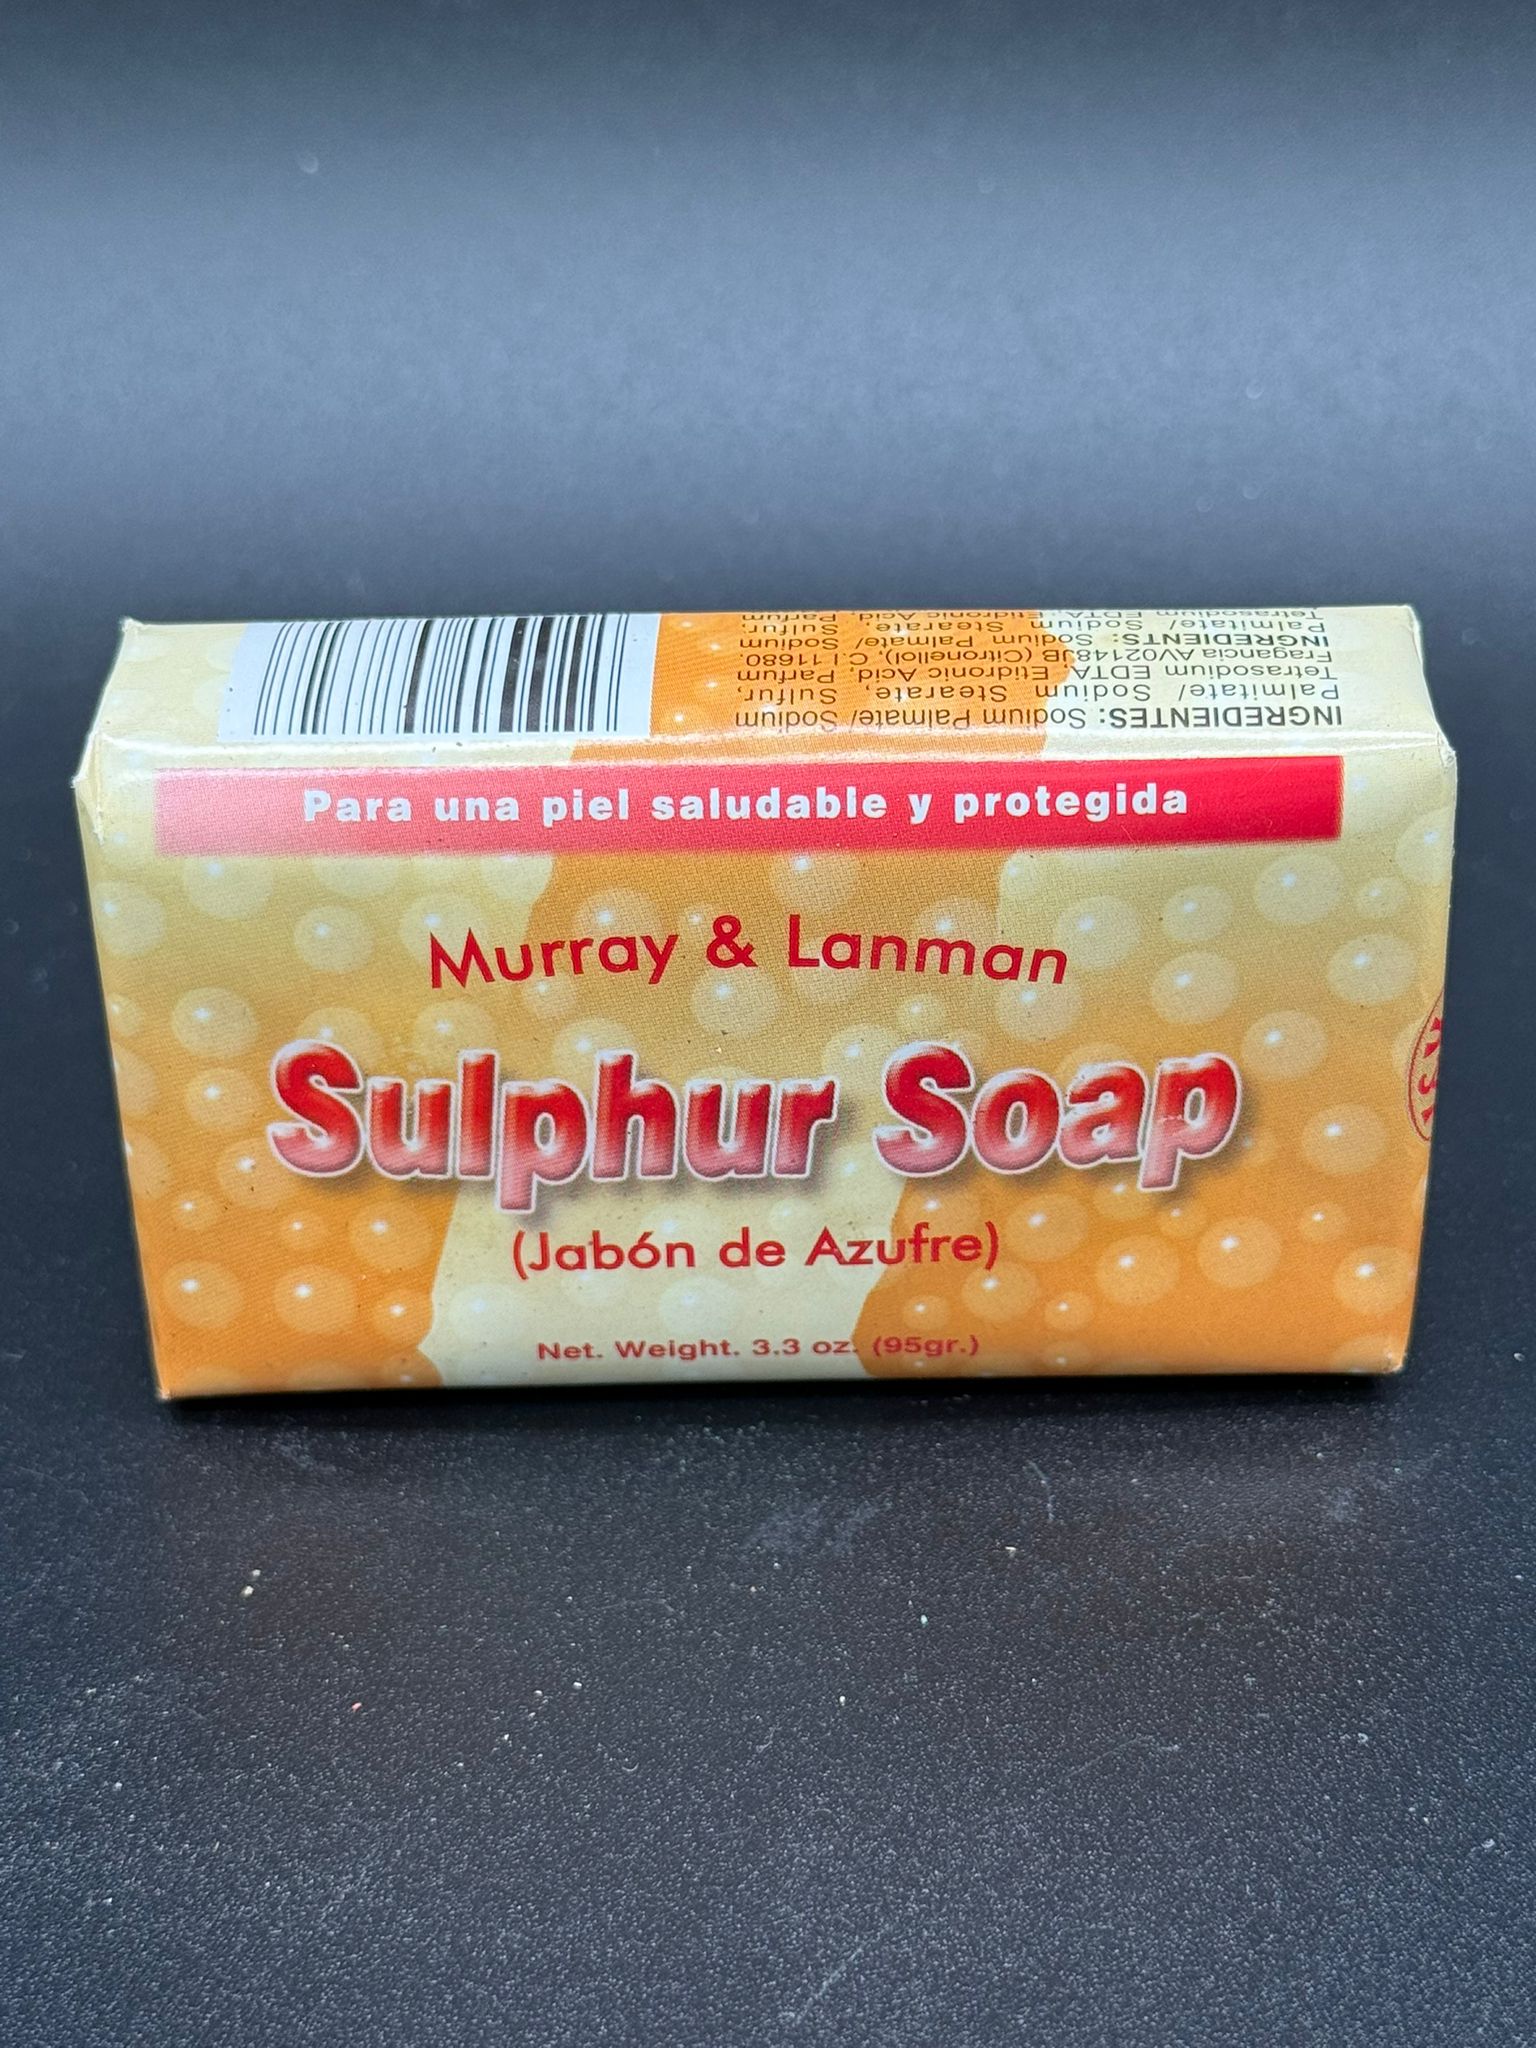 INGREDIENTES: Sodium Palmate/ Sodium
Palmitate/ Sodium Stearate, Sulfur,
Tetrasodium EDTA, Etidronic Acid, Parfum
Fragancia AV02148JB (Citronellol), C.I 11680.
INGREDIENTS: Sodium Palmate/ Sodium
Palmitate/ Sodium Stearate, Sulfur,
Tetrasodium EDTA, Etidronic Acid, Parfum
Para una piel saludable y protegida
Murray & Lanman
Sulphur Soap
(Jabón de Azufre)
Net. Weight. 3.3 oz. (95gr.)